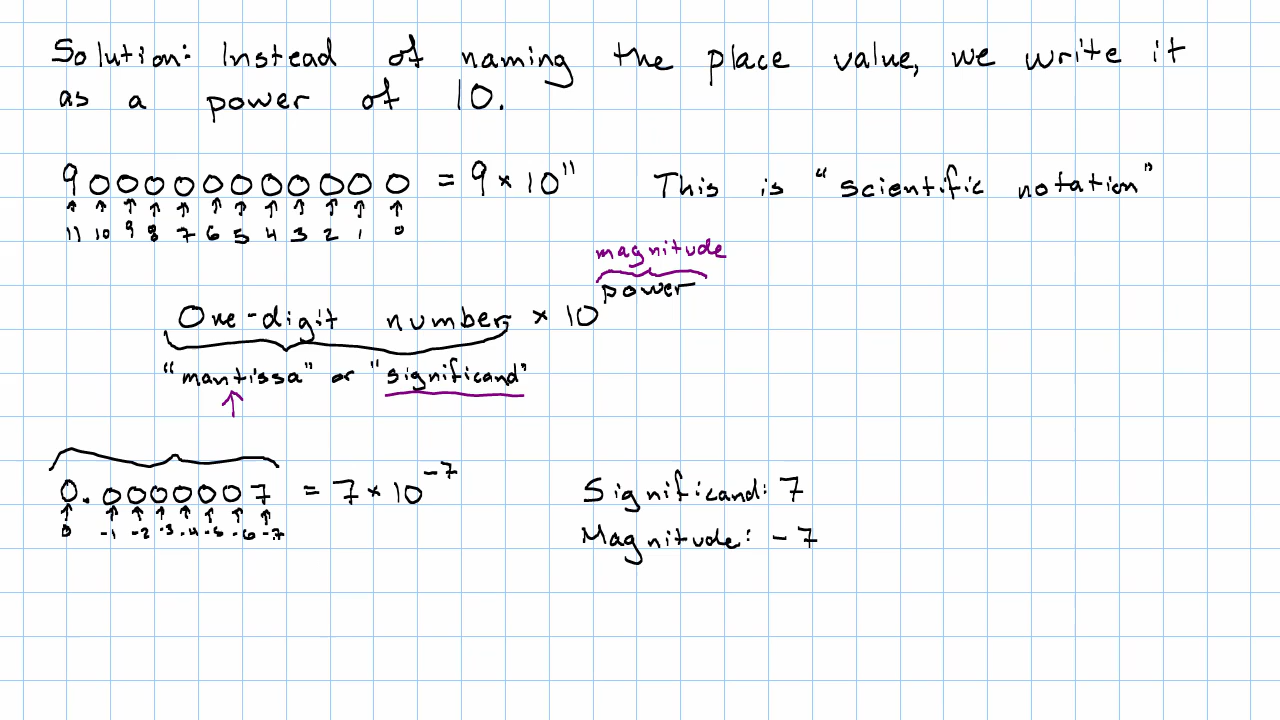 Solution: Instead of naming the place value, we write it
as a power of 10.
900000000000 = 9 × 10¹¹ This is "scientific notation"
↑ ↑ ↑ ↑ ↑ ↑ ↑ ↑ ↑ ↑ ↑ ↑
11 10 9 8 7 6 5 4 3 2 1 0
magnitude
power
One-digit number × 10
"mantissa" or "significand"
↑
0.0000007 = 7 × 10⁻⁷ Significand: 7
↑ ↑ ↑ ↑ ↑ ↑ ↑ ↑
0 -1 -2 -3 -4 -5 -6 -7 Magnitude: -7